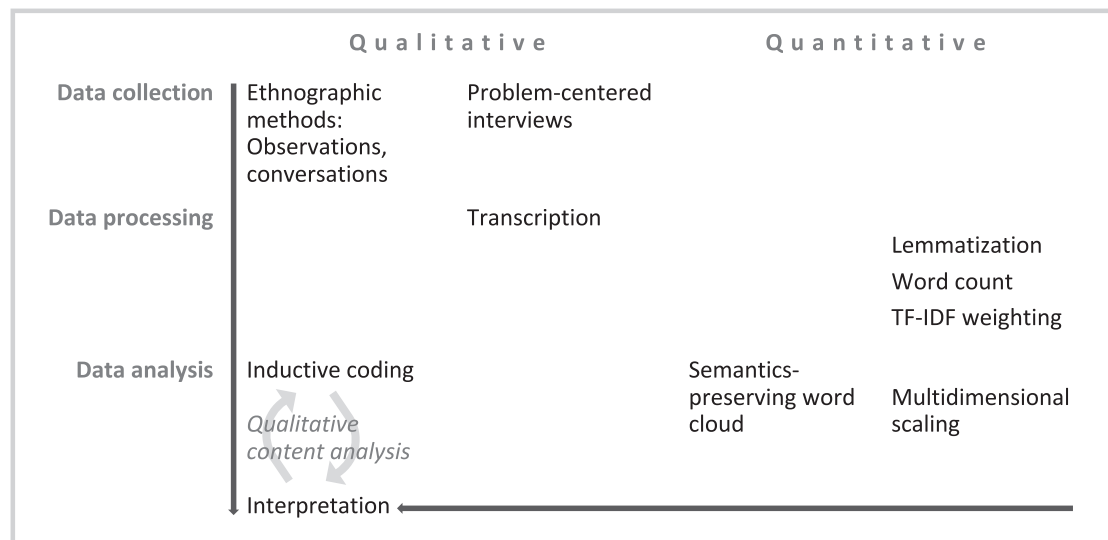 Qualitative
Quantitative
Data collection
Ethnographic
methods:
Observations,
conversations
Problem-centered
interviews
Data processing
Transcription
Lemmatization
Word count
TF-IDF weighting
Data analysis
Inductive coding
Qualitative
content analysis
Interpretation
Semantics-
preserving word
cloud
Multidimensional
scaling